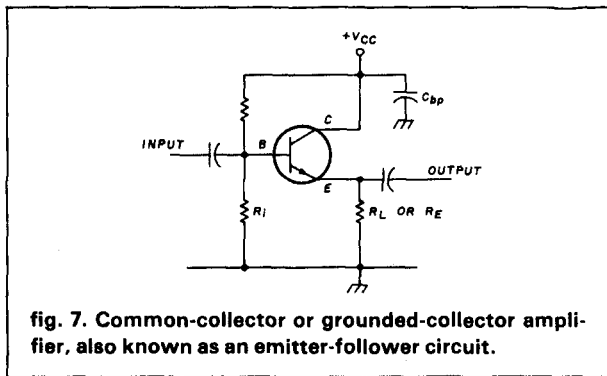 +VCC
Cbp
C
INPUT
B
E
OUTPUT
Ri
RL OR RE
fig. 7. Common-collector or grounded-collector ampli-
fier, also known as an emitter-follower circuit.